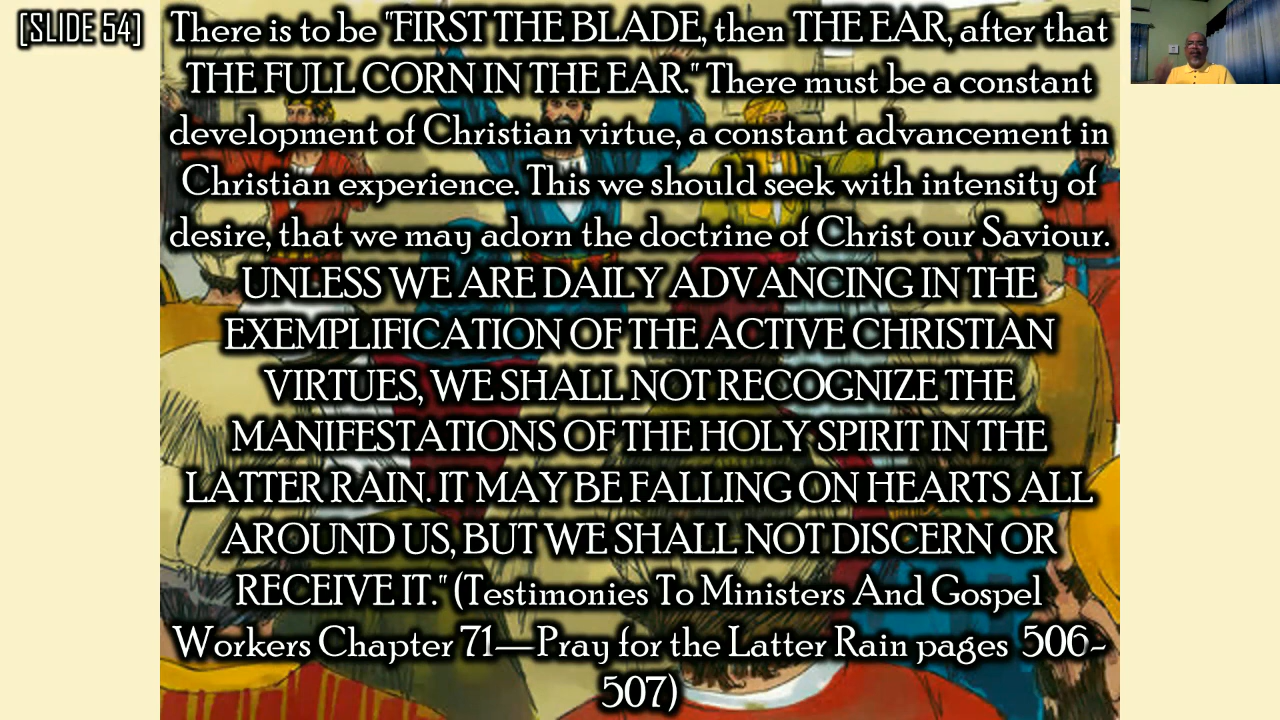 [SLIDE 54]
There is to be "FIRST THE BLADE, then THE EAR, after that
THE FULL CORN IN THE EAR." There must be a constant
development of Christian virtue, a constant advancement in
Christian experience. This we should seek with intensity of
desire, that we may adorn the doctrine of Christ our Saviour.
UNLESS WE ARE DAILY ADVANCING IN THE
EXEMPLIFICATION OF THE ACTIVE CHRISTIAN
VIRTUES, WE SHALL NOT RECOGNIZE THE
MANIFESTATIONS OF THE HOLY SPIRIT IN THE
LATTER RAIN. IT MAY BE FALLING ON HEARTS ALL
AROUND US, BUT WE SHALL NOT DISCERN OR
RECEIVE IT." (Testimonies To Ministers And Gospel
Workers Chapter 71—Pray for the Latter Rain pages 506-
507)